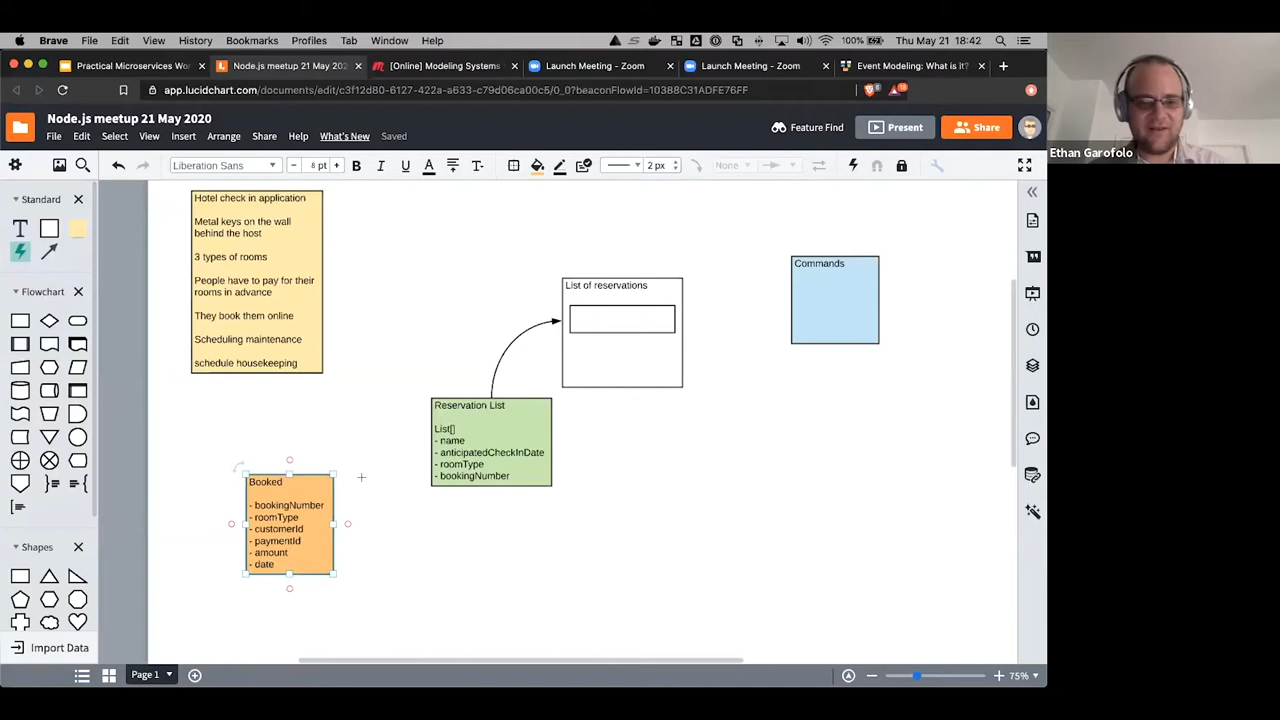 Brave File Edit View History Bookmarks Profiles Tab Window Help 100% Thu May 21 18:42
Practical Microservices Wo
Node.js meetup 21 May 202
[Online] Modeling Systems
Launch Meeting - Zoom
Launch Meeting - Zoom
Event Modeling: What is it?
app.lucidchart.com/documents/edit/c3f12d80-6127-422a-a633-c79d06ca00c5/0_0?beaconFlowId=10388C31ADFE76FF
Node.js meetup 21 May 2020
File Edit Select View Insert Arrange Share Help What's New Saved
Feature Find
Present
Share
Liberation Sans
8 pt
B I U A T
2 px
None
Ethan Garofolo
Standard
T
Flowchart
Shapes
Import Data
Hotel check in application
Metal keys on the wall
behind the host
3 types of rooms
People have to pay for their
rooms in advance
They book them online
Scheduling maintenance
schedule housekeeping
List of reservations
Commands
Reservation List
List[]
- name
- anticipatedCheckInDate
- roomType
- bookingNumber
Booked
- bookingNumber
- roomType
- customerId
- paymentId
- amount
- date
Page 1
75%